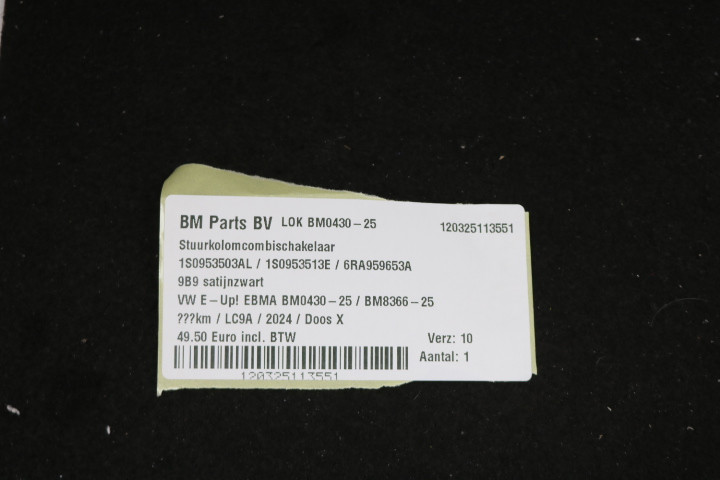 BM Parts BV LOK BM0430-25 120325113551
Stuurkolomcombischakelaar
1S0953503AL / 1S0953513E / 6RA959653A
9B9 satijnzwart
VW E-Up! EBMA BM0430-25 / BM8366-25
???km / LC9A / 2024 / Doos X
49.50 Euro incl. BTW Verz: 10
Aantal: 1
120325113551